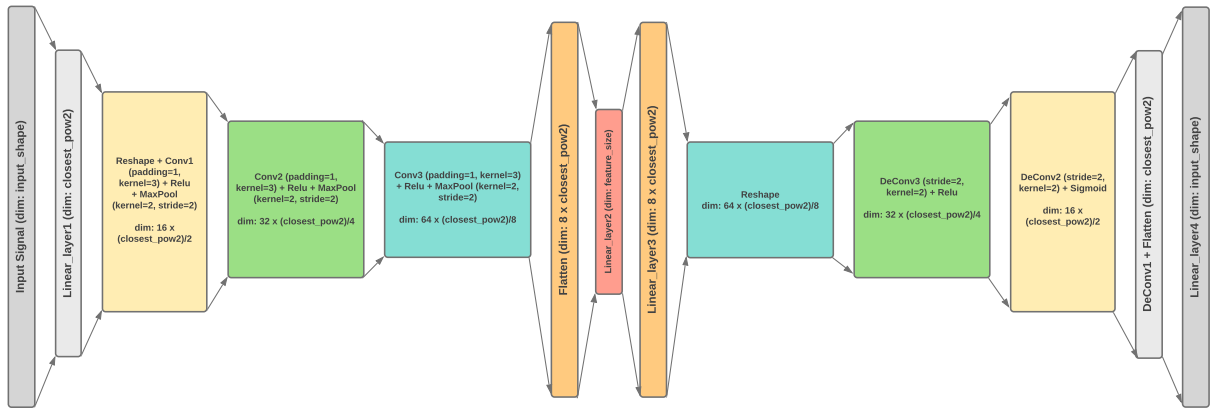 Input Signal (dim: input_shape)
Linear_layer1 (dim: closest_pow2)
Reshape + Conv1
(padding=1,
kernel=3) + Relu
+ MaxPool
(kernel=2, stride=2)
dim: 16 x
(closest_pow2)/2
Conv2 (padding=1,
kernel=3) + Relu + MaxPool
(kernel=2, stride=2)
dim: 32 x (closest_pow2)/4
Conv3 (padding=1, kernel=3)
+ Relu + MaxPool (kernel=2,
stride=2)
dim: 64 x (closest_pow2)/8
Flatten (dim: 8 x closest_pow2)
Linear_layer2 (dim: feature_size)
Linear_layer3 (dim: 8 x closest_pow2)
Reshape
dim: 64 x (closest_pow2)/8
DeConv3 (stride=2,
kernel=2) + Relu
dim: 32 x (closest_pow2)/4
DeConv2 (stride=2,
kernel=2) + Sigmoid
dim: 16 x
(closest_pow2)/2
DeConv1 + Flatten (dim: closest_pow2)
Linear_layer4 (dim: input_shape)